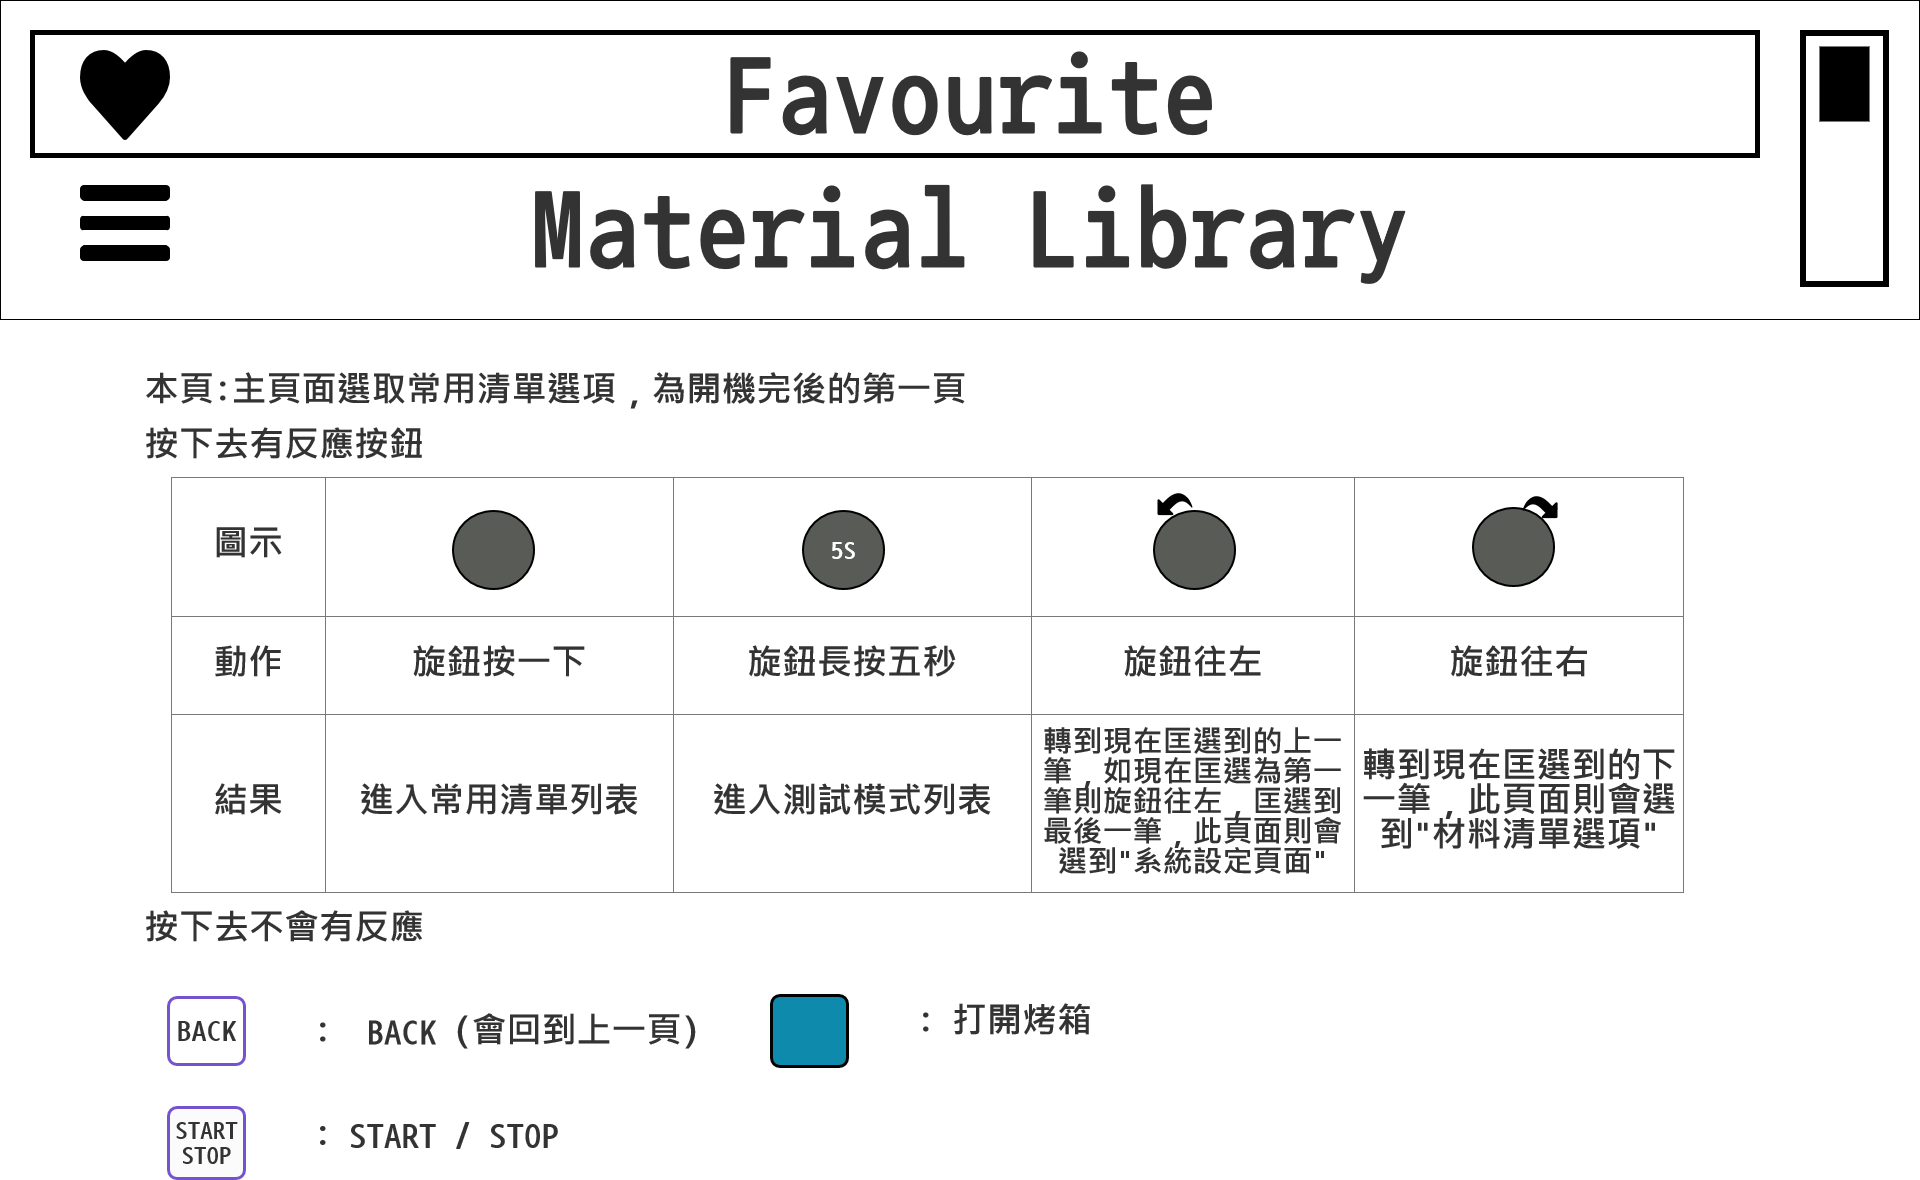 Favourite
Material Library
本頁:主頁面選取常用清單選項,為開機完後的第一頁
按下去有反應按鈕
圖示
5S
動作
旋鈕按一下
旋鈕長按五秒
旋鈕往左
旋鈕往右
結果
進入常用清單列表
進入測試模式列表
轉到現在匡選到的上一
筆,如現在匡選為第一
筆則旋鈕往左,匡選到
最後一筆,此頁面則會
選到"系統設定頁面"
轉到現在匡選到的下
一筆,此頁面則會選
到"材料清單選項"
按下去不會有反應
BACK
: BACK (會回到上一頁)
: 打開烤箱
START
STOP
: START / STOP